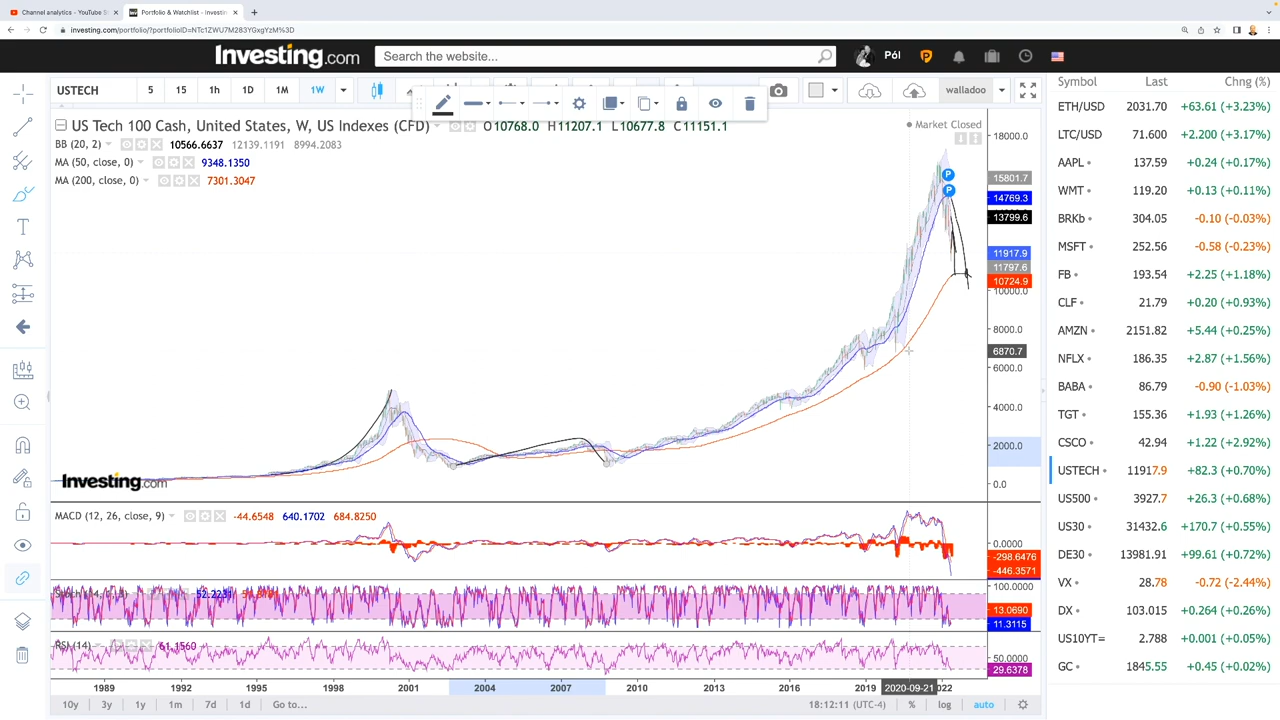 Channel analytics - YouTube S
Portfolio & Watchlist - Investin
investing.com/portfolio/?portfolioID=NTc1ZWU7M283YGxgYzM%3D
Investing.com
Search the website...
Pól
USTECH 5 15 1h 1D 1M 1W
walladoo
US Tech 100 Cash, United States, W, US Indexes (CFD) O10768.0 H11207.1 L10677.8 C11151.1
Market Closed
BB (20, 2) 10566.6637 12139.1191 8994.2083
MA (50, close, 0) 9348.1350
MA (200, close, 0) 7301.3047
P
P
18000.0
15801.7
14769.3
13799.6
11917.9
11797.6
10724.9
10000.0
8000.0
6870.7
6000.0
4000.0
2000.0
0.0
Investing.com
MACD (12, 26, close, 9) -44.6548 640.1702 684.8250
0.0000
-298.6476
-446.3571
52.2231
100.0000
13.0690
11.3115
RSI (14) 61.1560
50.0000
29.6378
1989 1992 1995 1998 2001 2004 2007 2010 2013 2016 2019 2020-09-21 022
10y 3y 1y 1m 7d 1d Go to... 18:12:11 (UTC-4) % log auto
Symbol Last Chng (%)
ETH/USD 2031.70 +63.61 (+3.23%)
LTC/USD 71.600 +2.200 (+3.17%)
AAPL 137.59 +0.24 (+0.17%)
WMT 119.20 +0.13 (+0.11%)
BRKb 304.05 -0.10 (-0.03%)
MSFT 252.56 -0.58 (-0.23%)
FB 193.54 +2.25 (+1.18%)
CLF 21.79 +0.20 (+0.93%)
AMZN 2151.82 +5.44 (+0.25%)
NFLX 186.35 +2.87 (+1.56%)
BABA 86.79 -0.90 (-1.03%)
TGT 155.36 +1.93 (+1.26%)
CSCO 42.94 +1.22 (+2.92%)
USTECH 11917.9 +82.3 (+0.70%)
US500 3927.7 +26.3 (+0.68%)
US30 31432.6 +170.7 (+0.55%)
DE30 13981.91 +99.61 (+0.72%)
VX 28.78 -0.72 (-2.44%)
DX 103.015 +0.264 (+0.26%)
US10YT= 2.788 +0.001 (+0.05%)
GC 1845.55 +0.45 (+0.02%)